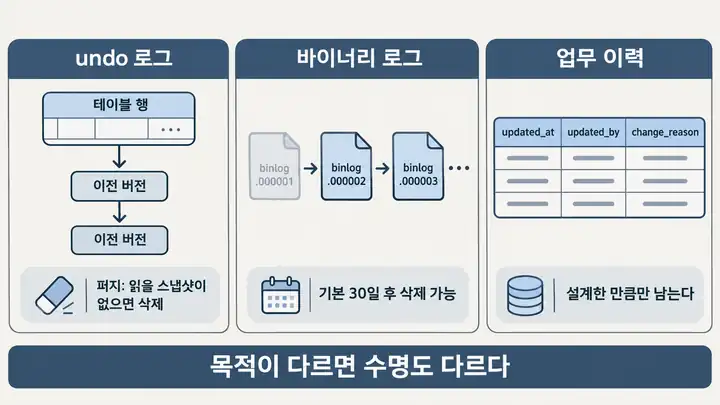 undo 로그
테이블 행
이전 버전
이전 버전
퍼지: 읽을 스냅샷이
없으면 삭제
바이너리 로그
binlog
.000001
binlog
.000002
binlog
.000003
기본 30일 후 삭제 가능
업무 이력
updated_at
updated_by
change_reason
설계한 만큼만 남는다
목적이 다르면 수명도 다르다